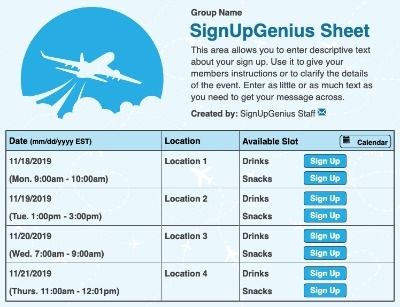 Group Name
SignUpGenius Sheet
This area allows you to enter descriptive text
about your sign up. Use it to give your
members instructions or to clarify the details
of the event. Enter as little or as much text as
you need to get your message across.
Created by: SignUpGenius Staff
Date (mm/dd/yyyy EST) Location Available Slot Calendar
11/18/2019 Location 1 Drinks Sign Up
(Mon. 9:00am - 10:00am) Snacks Sign Up
11/19/2019 Location 2 Drinks Sign Up
(Tue. 1:00pm - 3:00pm) Snacks Sign Up
11/20/2019 Location 3 Drinks Sign Up
(Wed. 7:00am - 9:00am) Snacks Sign Up
11/21/2019 Location 4 Drinks Sign Up
(Thurs. 11:00am - 12:01pm) Snacks Sign Up